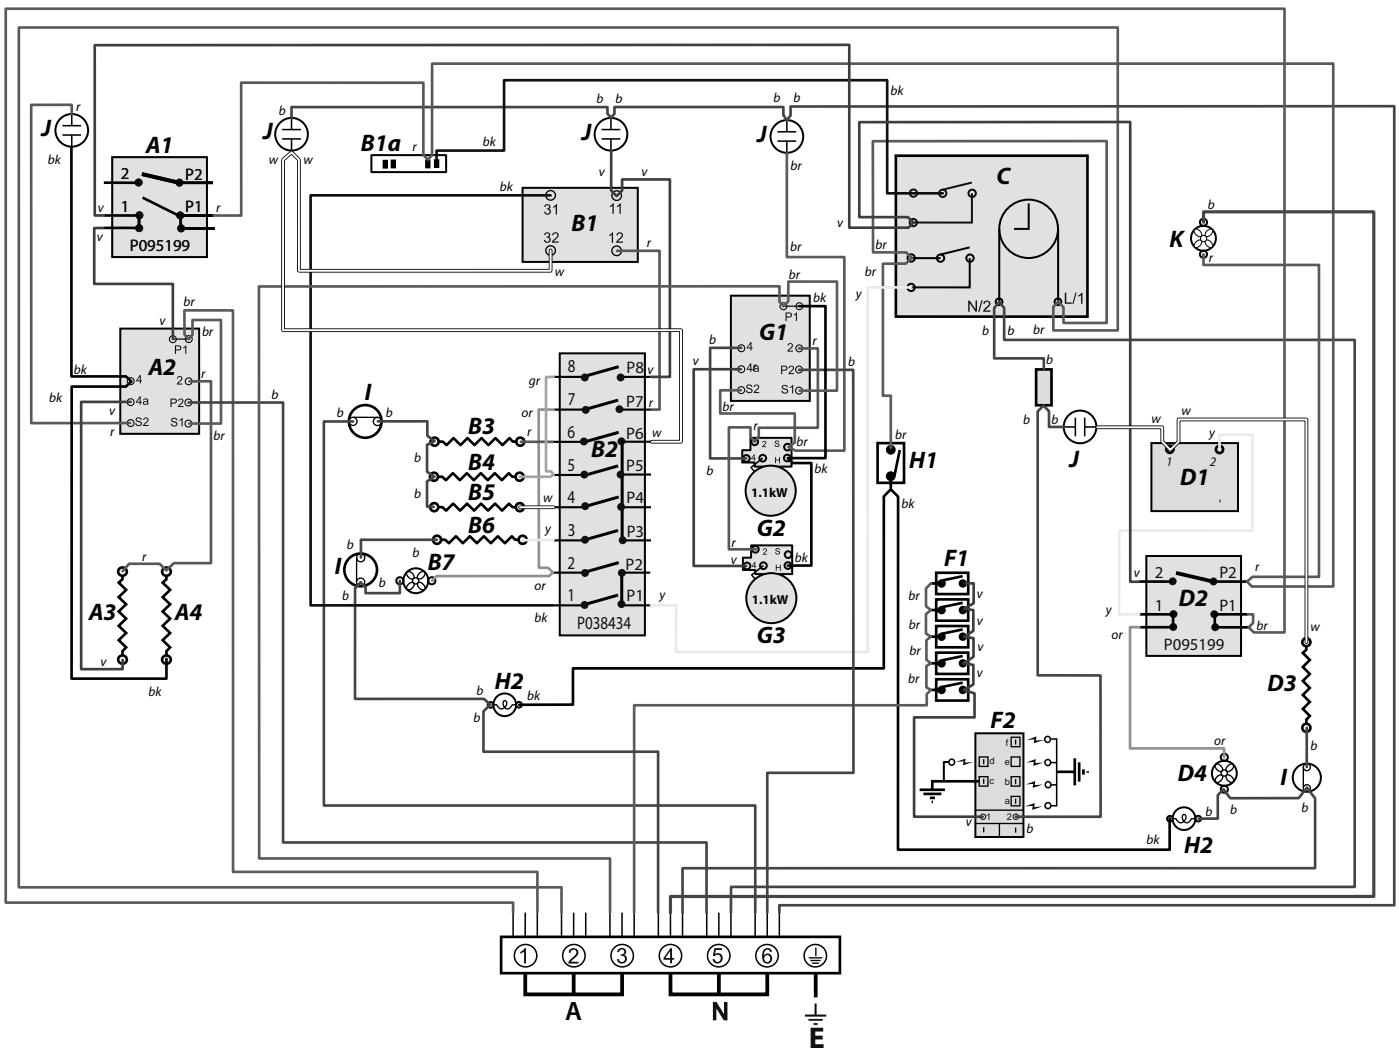 b b b b
bk
J r
J b
J
J
bk
A1
B1a r
bk
w w
br
2 P2
1 P1
v r
v
P095199
bk
v v
31 11
B1
32 12
r
w
C
v
br
br
y
N/2 L/1
b b br
b
K
r
br
br
v
P1
br
A2
bk
4 2 r
4a P2 b
v
S2 S1
r br
bk
br
br
bk
P1
G1
b 4 2 r
v 4a P2 b
S2 S1
br
8 P8 v
gr
7 P7 r
or
6 P6 w
r
B2
5 P5
4 P4
w
3 P3
y
2 P2
or
1 P1 y
bk
P038434
I
b b
B3
b
B4
b
B5
B6
I
b
b
B7
b
b
r
2 S br
4 H
b bk
1.1kW
G2
r 2 S
v 4 H bk
1.1kW
G3
br
H1
bk
b
b b
J
w
w
y
1 2
D1
F1
br v
br v
br v
br v
v 2 P2 r
D2
y 1 P1
or br
P095199
w
D3
r
A3 A4
v
bk
H2
b bk
b
F2
f
d e
c b
a
v 1 2 b
or
b
D4 I
b b
b
H2
bk
1 2 3 4 5 6
A N E